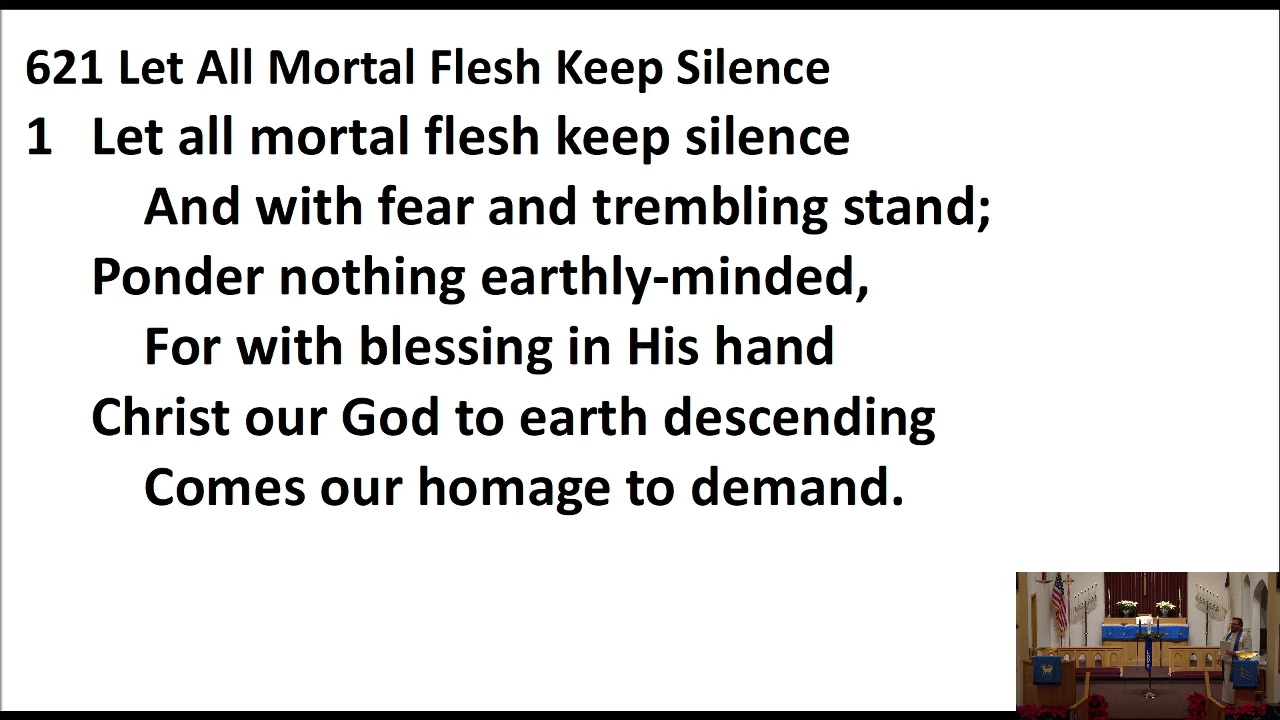 621 Let All Mortal Flesh Keep Silence
1 Let all mortal flesh keep silence
And with fear and trembling stand;
Ponder nothing earthly-minded,
For with blessing in His hand
Christ our God to earth descending
Comes our homage to demand.